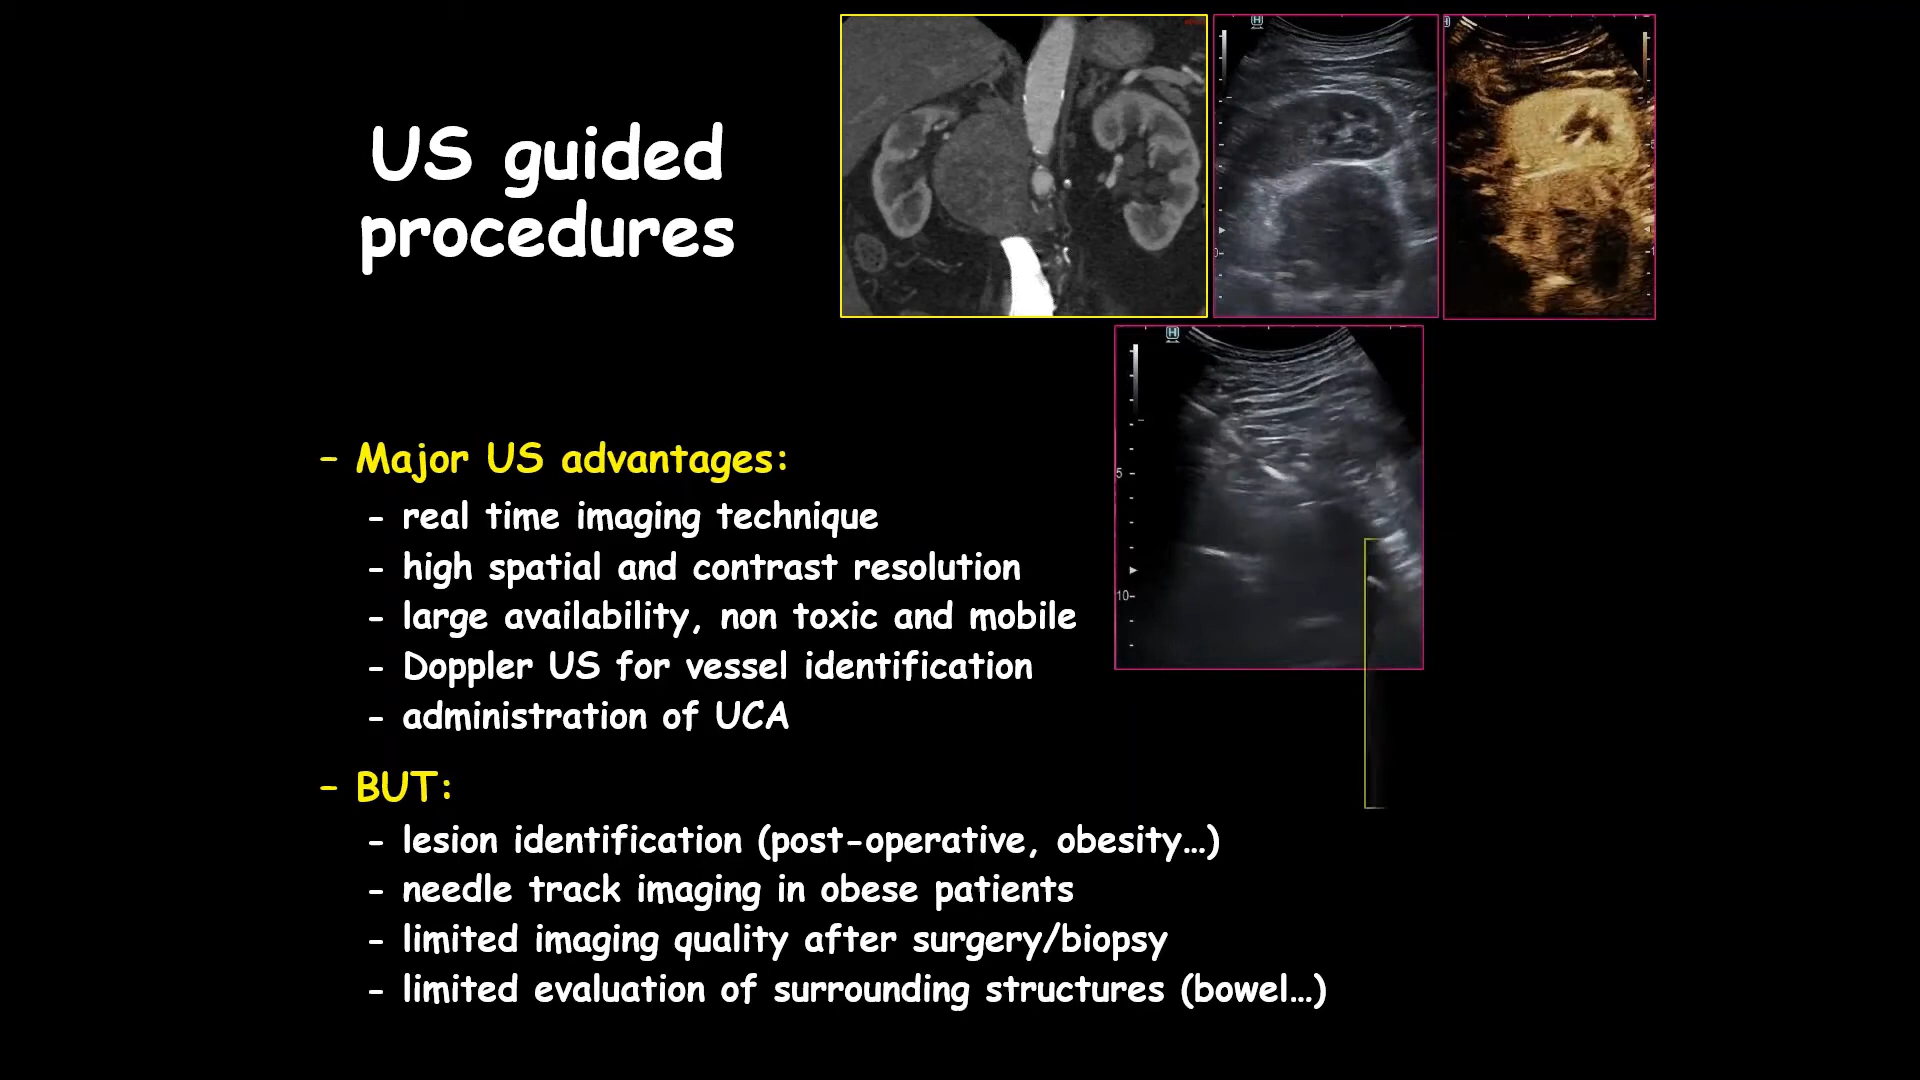 US guided
procedures
– Major US advantages:
– real time imaging technique
– high spatial and contrast resolution
– large availability, non toxic and mobile
– Doppler US for vessel identification
– administration of UCA
– BUT:
– lesion identification (post-operative, obesity…)
– needle track imaging in obese patients
– limited imaging quality after surgery/biopsy
– limited evaluation of surrounding structures (bowel…)
H
H
5
10-